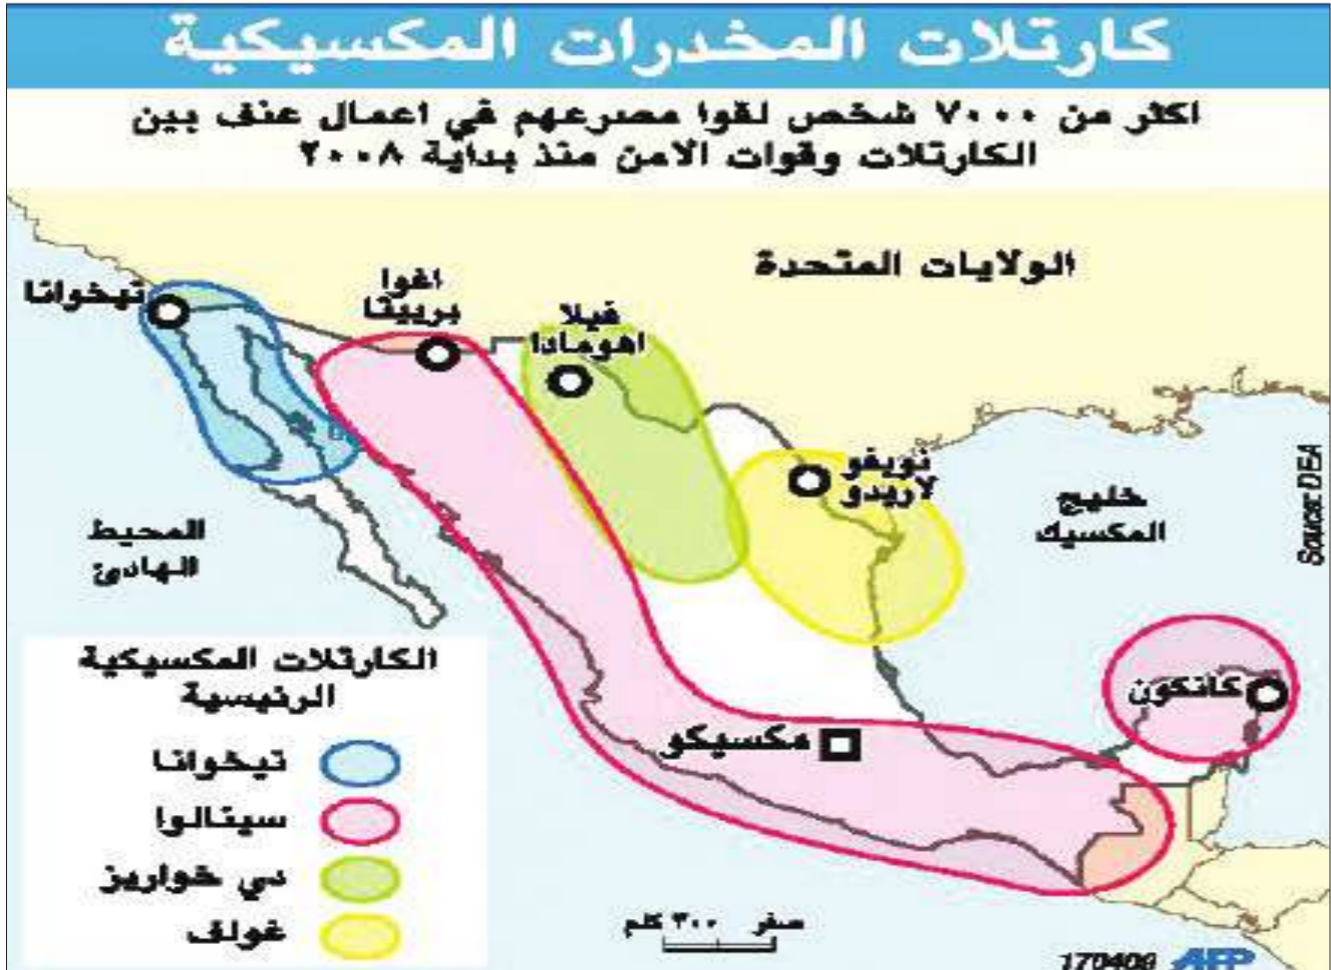 كارتلات المخدرات المكسيكية
اكثر من ٧٠٠٠ شخص لقوا مصرعهم في اعمال عنف بين
الكارتلات وقوات الامن منذ بداية ٢٠٠٨
الولايات المتحدة
تيخوانا
اغوا
برييتا
فيلا
اهومادا
نويفو
لاريدو
خليج
المكسيك
Source: DEA
المحيط
الهادئ
كانكون
مكسيكو
الكارتلات المكسيكية
الرئيسية
تيخوانا
سينالوا
دي خواريز
غولف
صفر ٣٠٠ كلم
170409 AFP